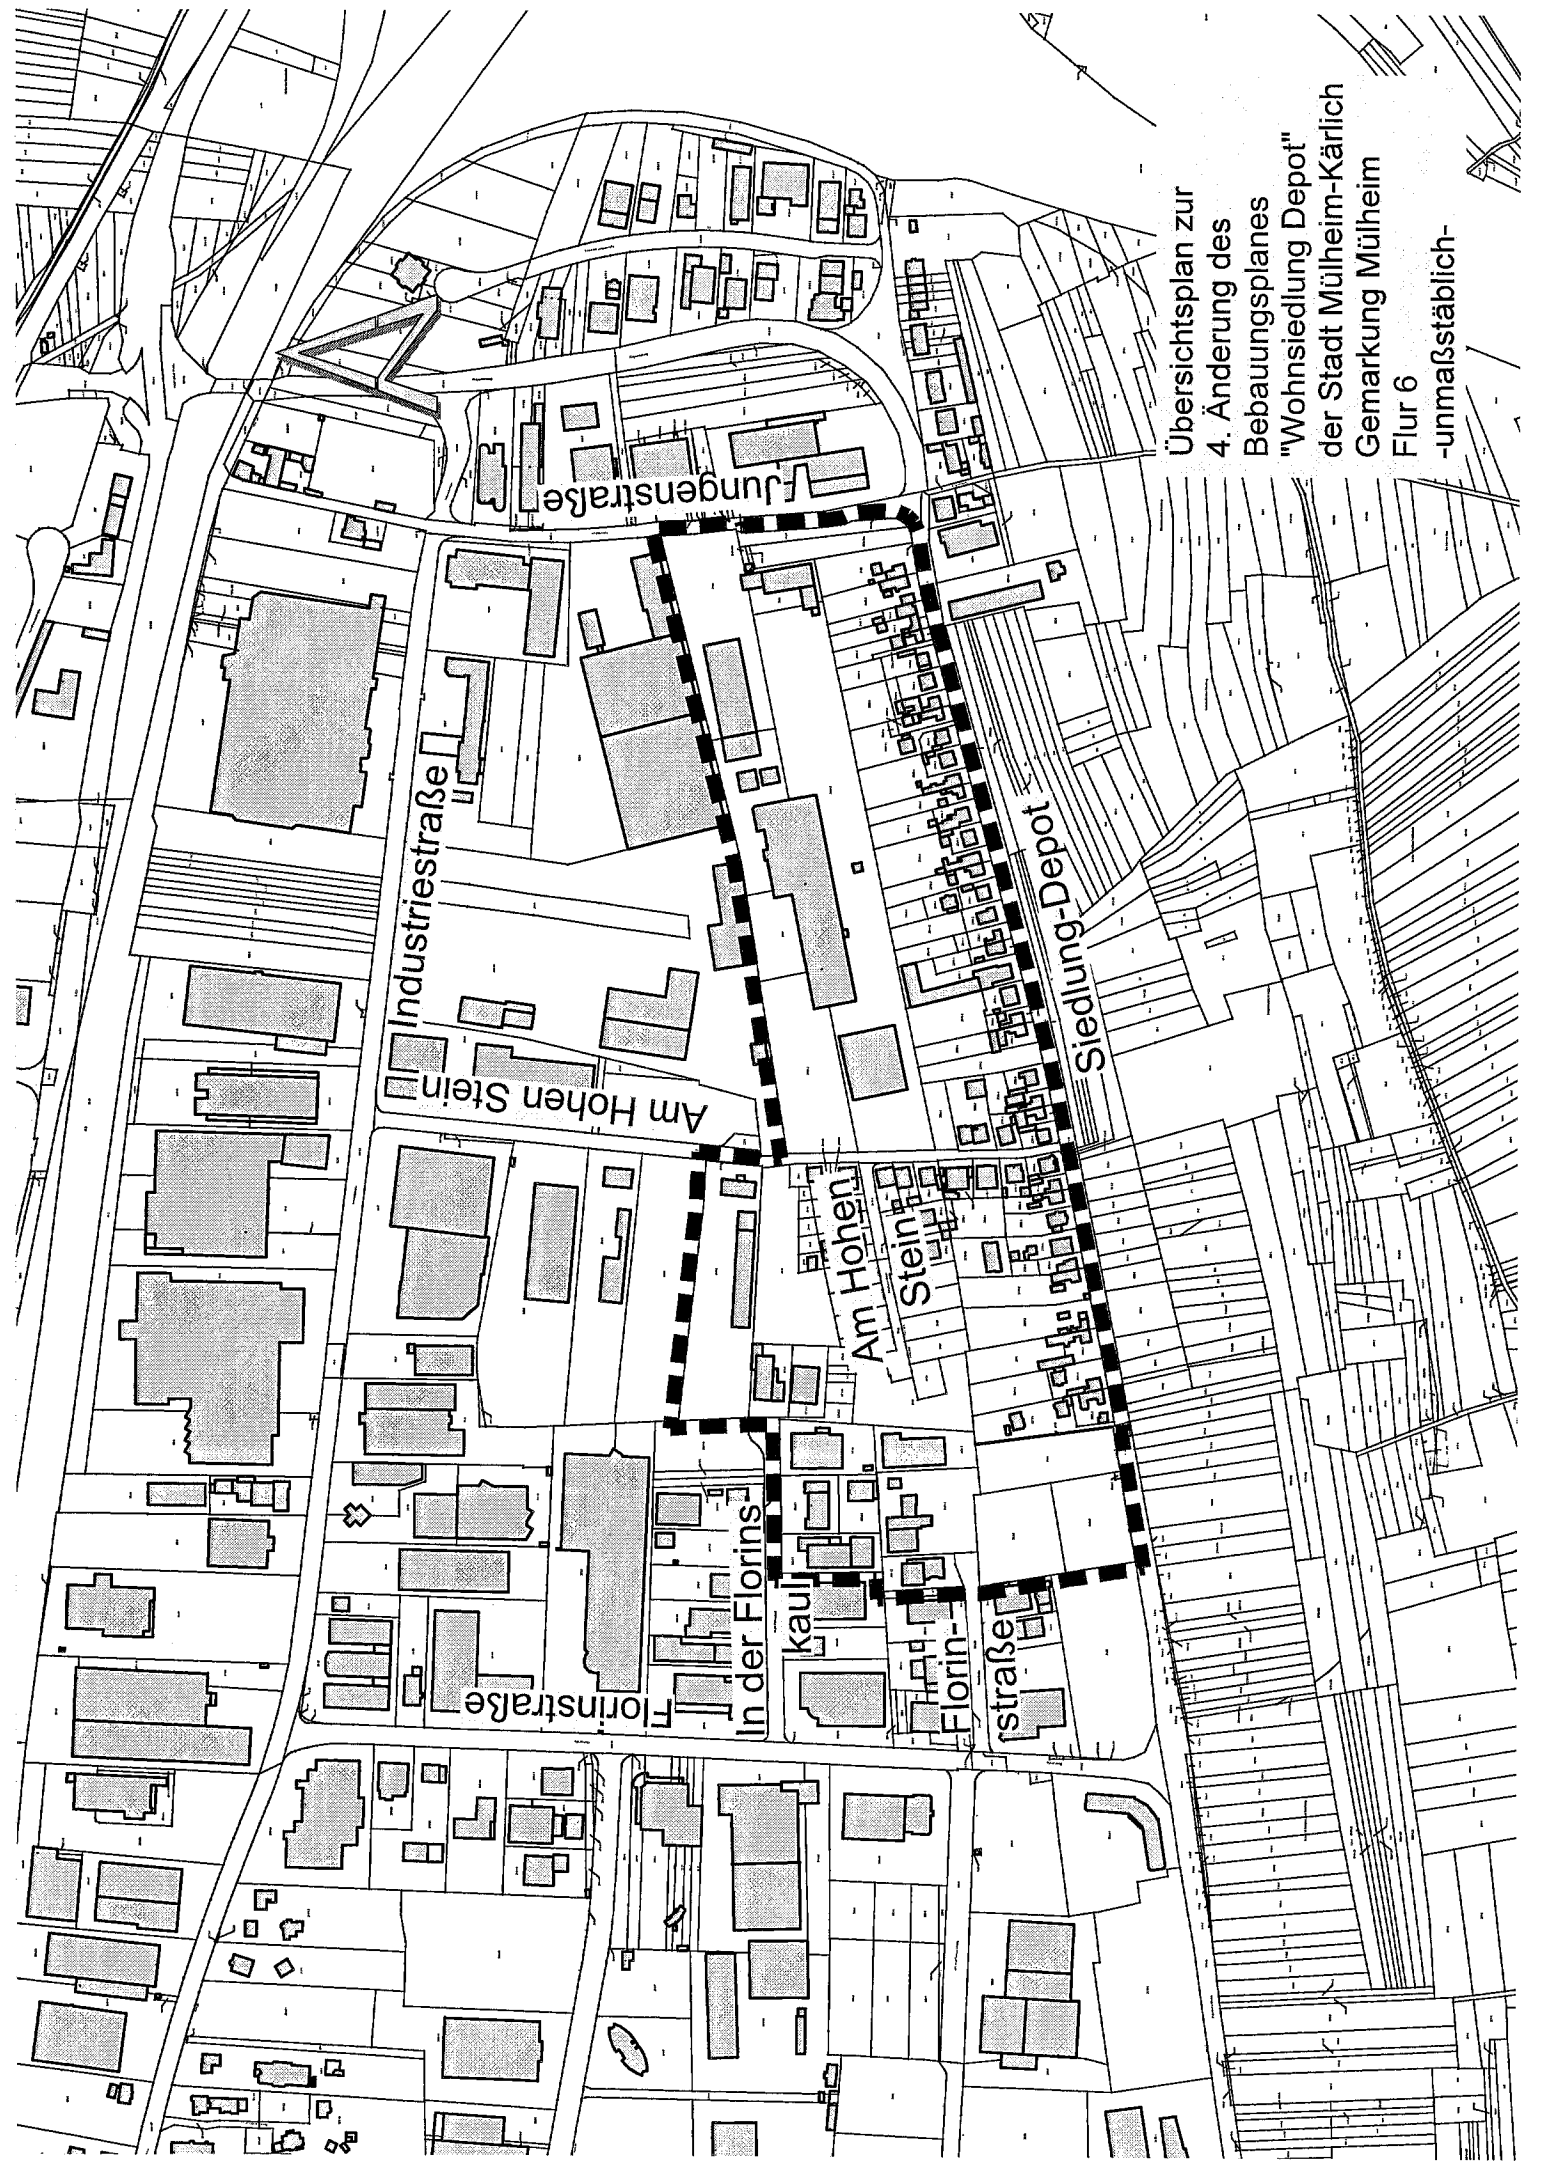 Übersichtsplan zur
4. Änderung des
Bebauungsplanes
"Wohnsiedlung Depot"
der Stadt Mülheim-Kärlich
Gemarkung Mülheim
Flur 6
-unmaßstäblich-
Industriestraße
Jungenstraße
Am Hohen Stein
Siedlung-Depot
Am Hohen
Stein
Florinstraße
In der Florins-
kaul
Florin-
straße